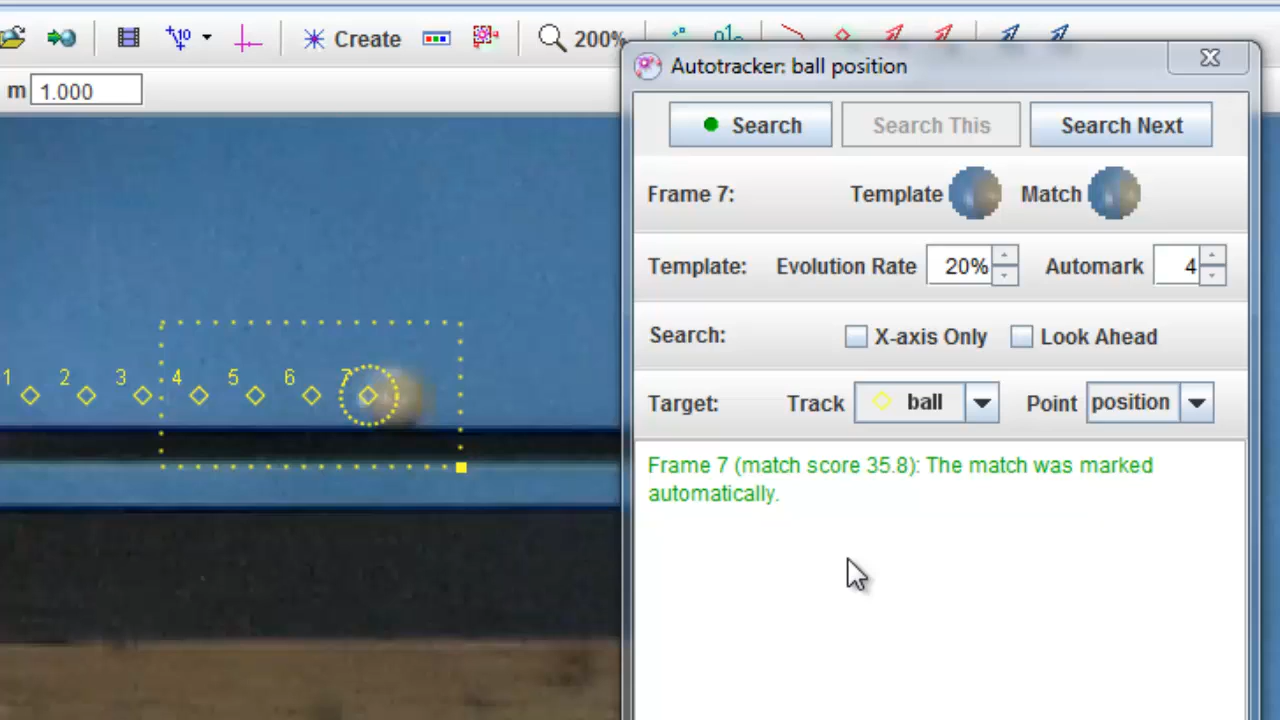 Create
200%
m 1.000
Autotracker: ball position
Search Search This Search Next
Frame 7: Template Match
Template: Evolution Rate 20% Automark 4
Search: X-axis Only Look Ahead
Target: Track ball Point position
Frame 7 (match score 35.8): The match was marked
automatically.
1 2 3 4 5 6 7